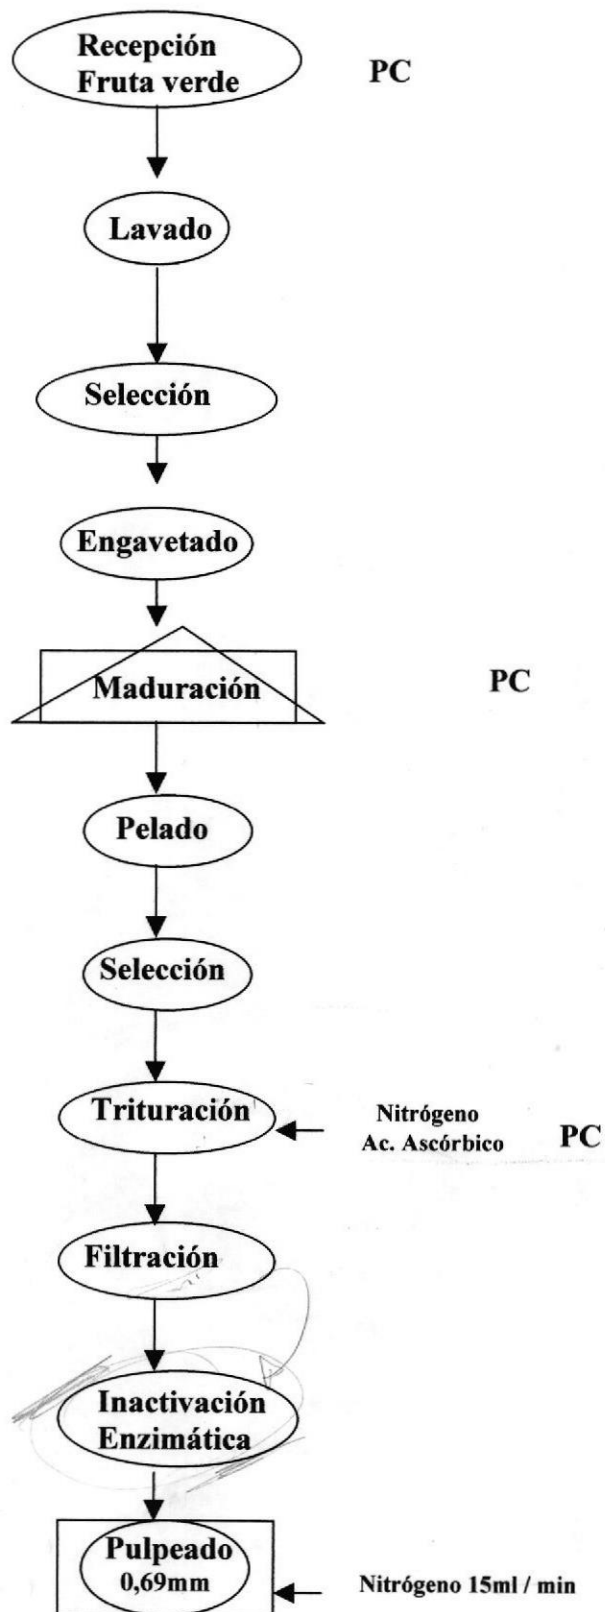 Recepción
Fruta verde
PC
Lavado
Selección
Engavetado
Maduración
PC
Pelado
Selección
Trituración
Nitrógeno
Ac. Ascórbico
PC
Filtración
Inactivación
Enzimática
Pulpeado
0,69mm
Nitrógeno 15ml / min